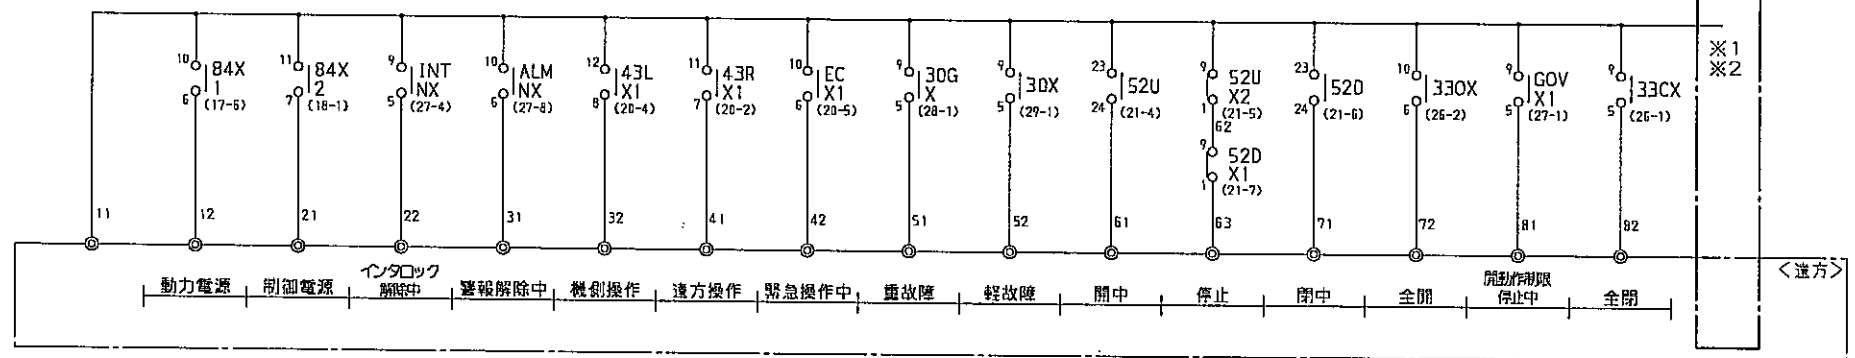 ※1
※2
10 84X
1
6 (17-6)
11 84X
2
7 (18-1)
9 INT
NX
5 (27-4)
10 ALM
NX
6 (27-8)
12 43L
X1
8 (20-4)
11 43R
X1
7 (20-2)
10 EC
X1
6 (20-5)
9 30G
X
5 (28-1)
9 30X
5 (29-1)
23 52U
24 (21-4)
9 52U
X2
1 (21-5)
62
9 52D
X1
1 (21-7)
23 52D
24 (21-6)
10 33OX
6 (26-2)
9 GOV
X1
5 (27-1)
9 33CX
5 (26-1)
11 12 21 22 31 32 41 42 51 52 61 63 71 72 81 82
動力電源
制御電源
インタロック
解除中
警報解除中
機側操作
遠方操作
緊急操作中
重故障
軽故障
開中
停止
閉中
全開
開動作制限
停止中
全閉
<遠方>